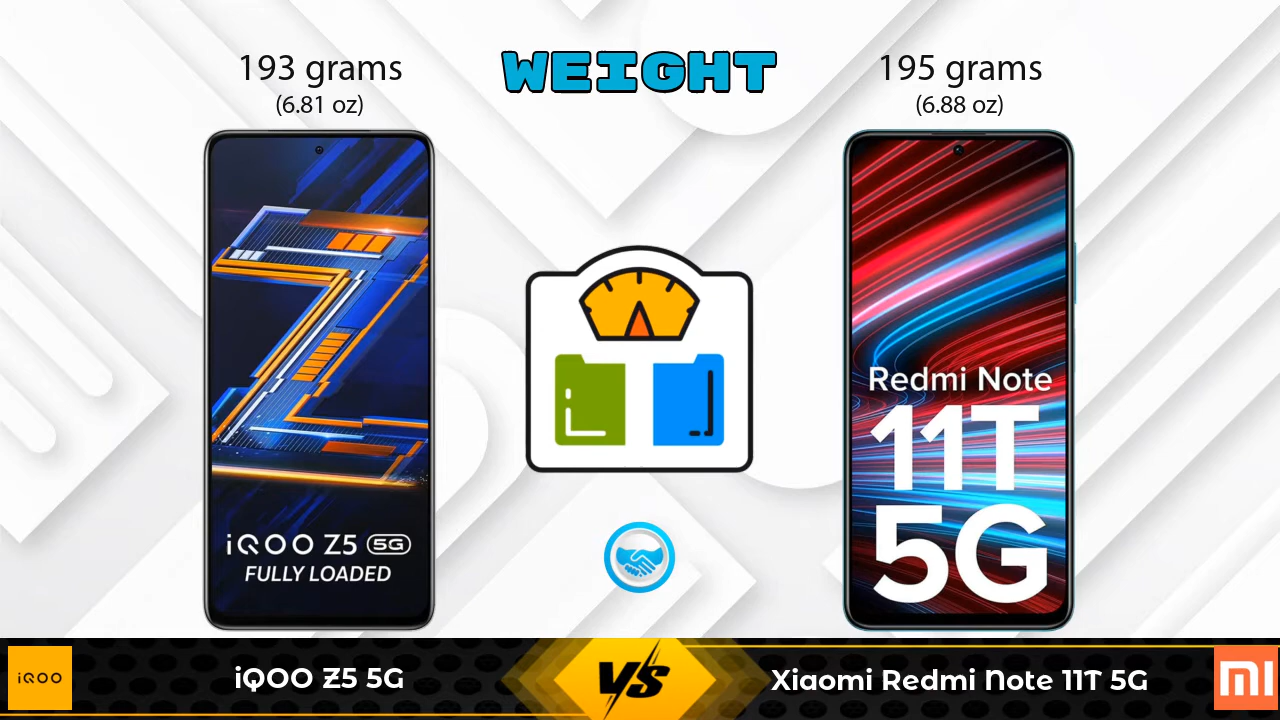 WEIGHT
193 grams
(6.81 oz)
195 grams
(6.88 oz)
iQOO Z5 5G
FULLY LOADED
Redmi Note
11T
5G
iQOO
iQOO Z5 5G
VS
Xiaomi Redmi Note 11T 5G
MI